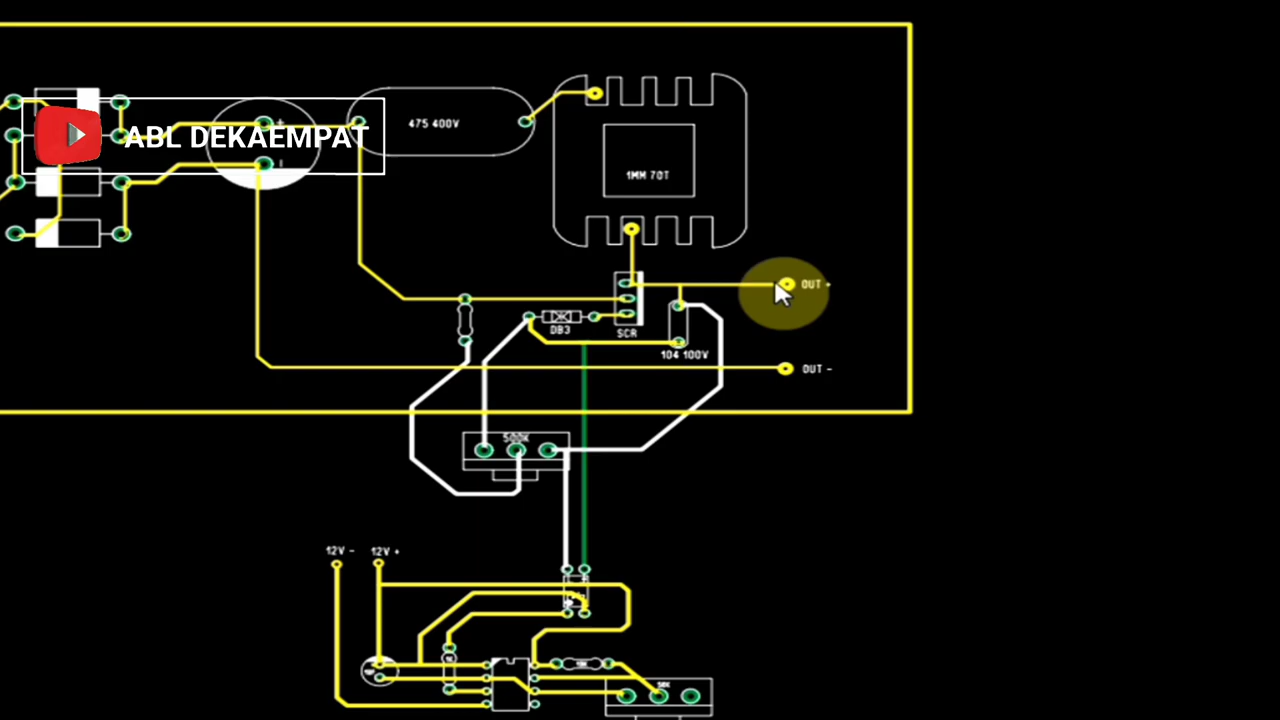 +
475 400V
ABL DEKAEMPAT
1MM 70T
OUT +
DB3
SCR
104 100V
OUT -
500K
12V - 12V +
50K